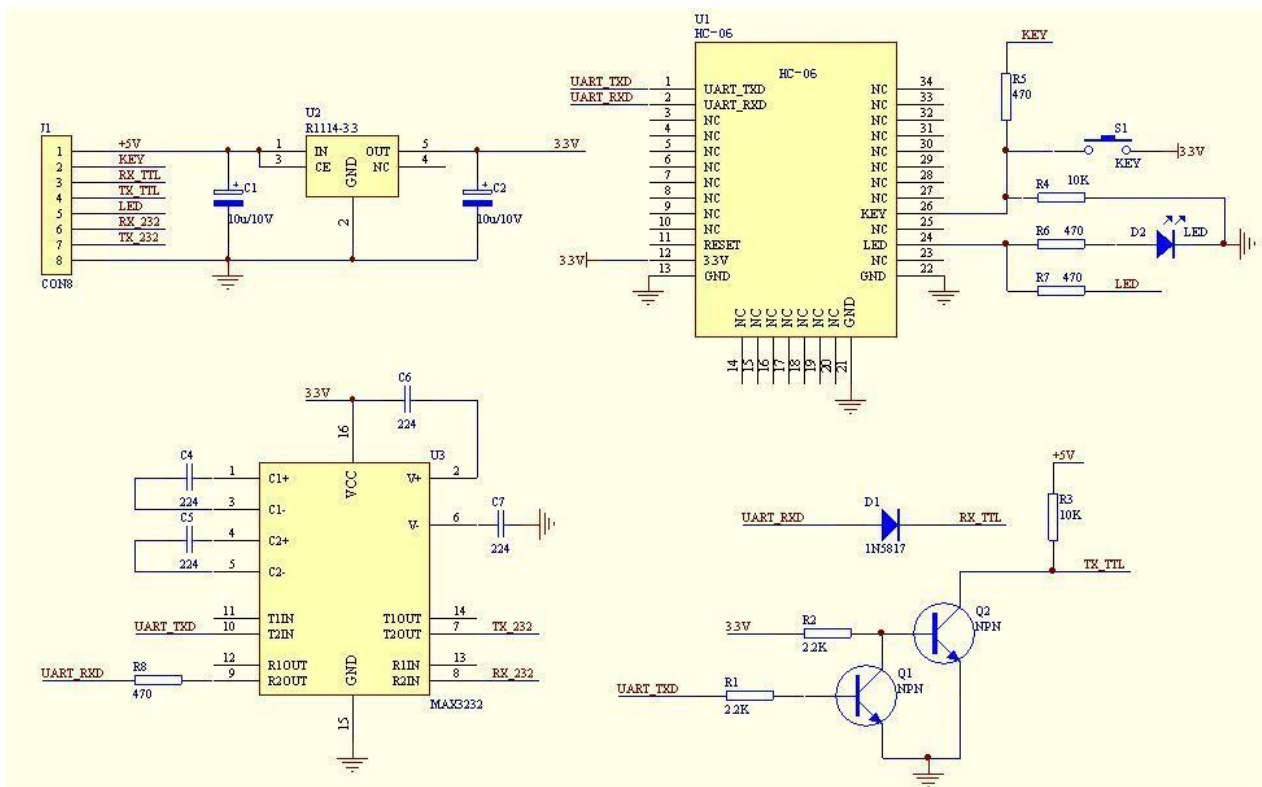 J1
1
2
3
4
5
6
7
8
CON8
+5V
KEY
RX_TTL
TX_TTL
LED
RX_232
TX_232
C1
10u/10V
U2
R1114-33
1
3
IN
CE
GND
OUT
NC
5
4
2
C2
10u/10V
3.3V
U1
HC-06
HC-06
UART_TXD
UART_RXD
1
2
3
4
5
6
7
8
9
10
11
12
13
UART_TXD
UART_RXD
NC
NC
NC
NC
NC
NC
NC
NC
RESET
3.3V
GND
3.3V
NC
NC
NC
NC
NC
NC
NC
NC
KEY
NC
LED
NC
GND
34
33
32
31
30
29
28
27
26
25
24
23
22
NC
NC
NC
NC
NC
NC
NC
GND
14
15
16
17
18
19
20
21
KEY
R5
470
S1
KEY
3.3V
R4 10K
R6 470
D2 LED
R7 470
LED
3.3V
C6
224
16
U3
C4
224
C5
224
1
3
4
5
C1+
C1-
C2+
C2-
VCC
V+
V-
2
6
C7
224
UART_TXD
11
10
12
9
T1IN
T2IN
R1OUT
R2OUT
GND
T1OUT
T2OUT
R1IN
R2IN
14
7
13
8
TX_232
RX_232
UART_RXD
R8
470
15
MAX3232
UART_RXD
D1
1N5817
RX_TTL
+5V
R3
10K
TX_TTL
3.3V
R2
2.2K
Q2
NPN
UART_TXD
R1
2.2K
Q1
NPN